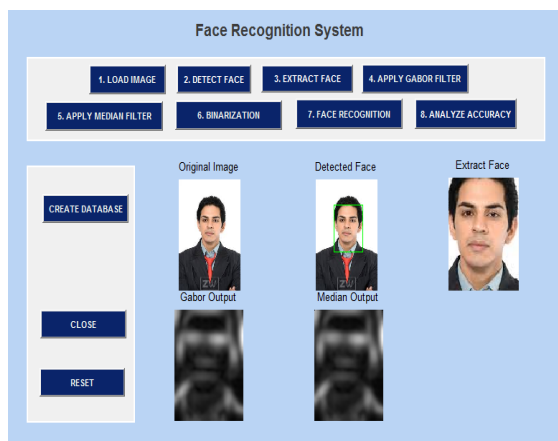 Face Recognition System
1. LOAD IMAGE 2. DETECT FACE 3. EXTRACT FACE 4. APPLY GABOR FILTER
5. APPLY MEDIAN FILTER 6. BINARIZATION 7. FACE RECOGNITION 8. ANALYZE ACCURACY
CREATE DATABASE
CLOSE
RESET
Original Image Detected Face Extract Face
ZW ZW
Gabor Output Median Output